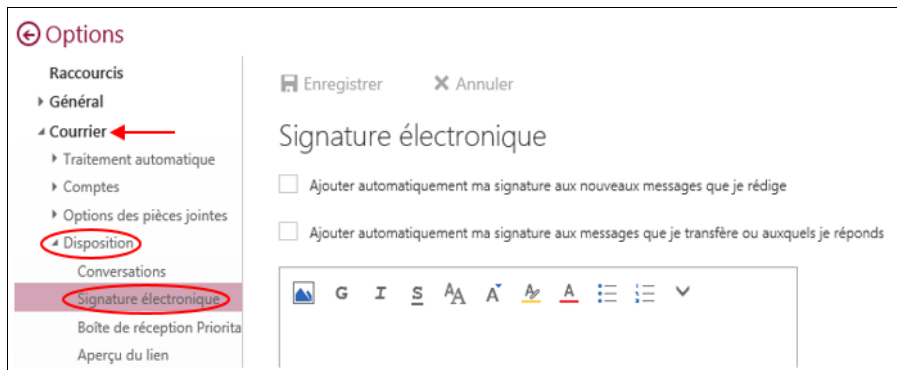 Options
Raccourcis
Général
Courrier
Traitement automatique
Comptes
Options des pièces jointes
Disposition
Conversations
Signature électronique
Boîte de réception Priorita
Aperçu du lien
Enregistrer Annuler
Signature électronique
Ajouter automatiquement ma signature aux nouveaux messages que je rédige
Ajouter automatiquement ma signature aux messages que je transfère ou auxquels je réponds
G I S AA A A A